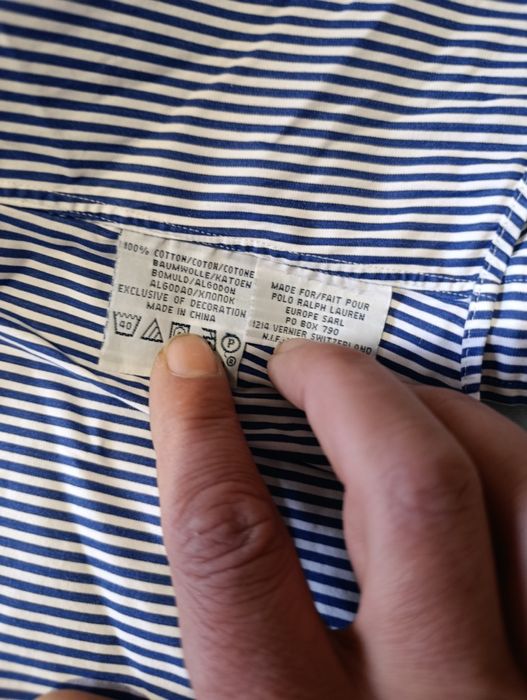 100% COTTON/COTON/COTONE
BAUMWOLLE/KATOEN
BOMULD/ALGODON
ALGODAO/ХЛОПОК
EXCLUSIVE OF DECORATION
MADE IN CHINA
40
P
MADE FOR/FAIT POUR
POLO RALPH LAUREN
EUROPE SARL
PO BOX 790
1214 VERNIER SWITZERLAND
N.I.F.